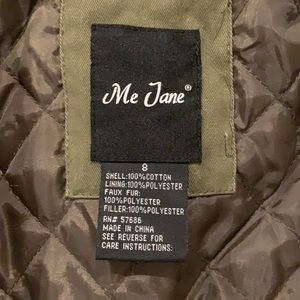 Me Jane®
8
SHELL:100%COTTON
LINING:100%POLYESTER
FAUX FUR:
100%POLYESTER
FILLER:100%POLYESTER
RN# 57686
MADE IN CHINA
SEE REVERSE FOR
CARE INSTRUCTIONS: